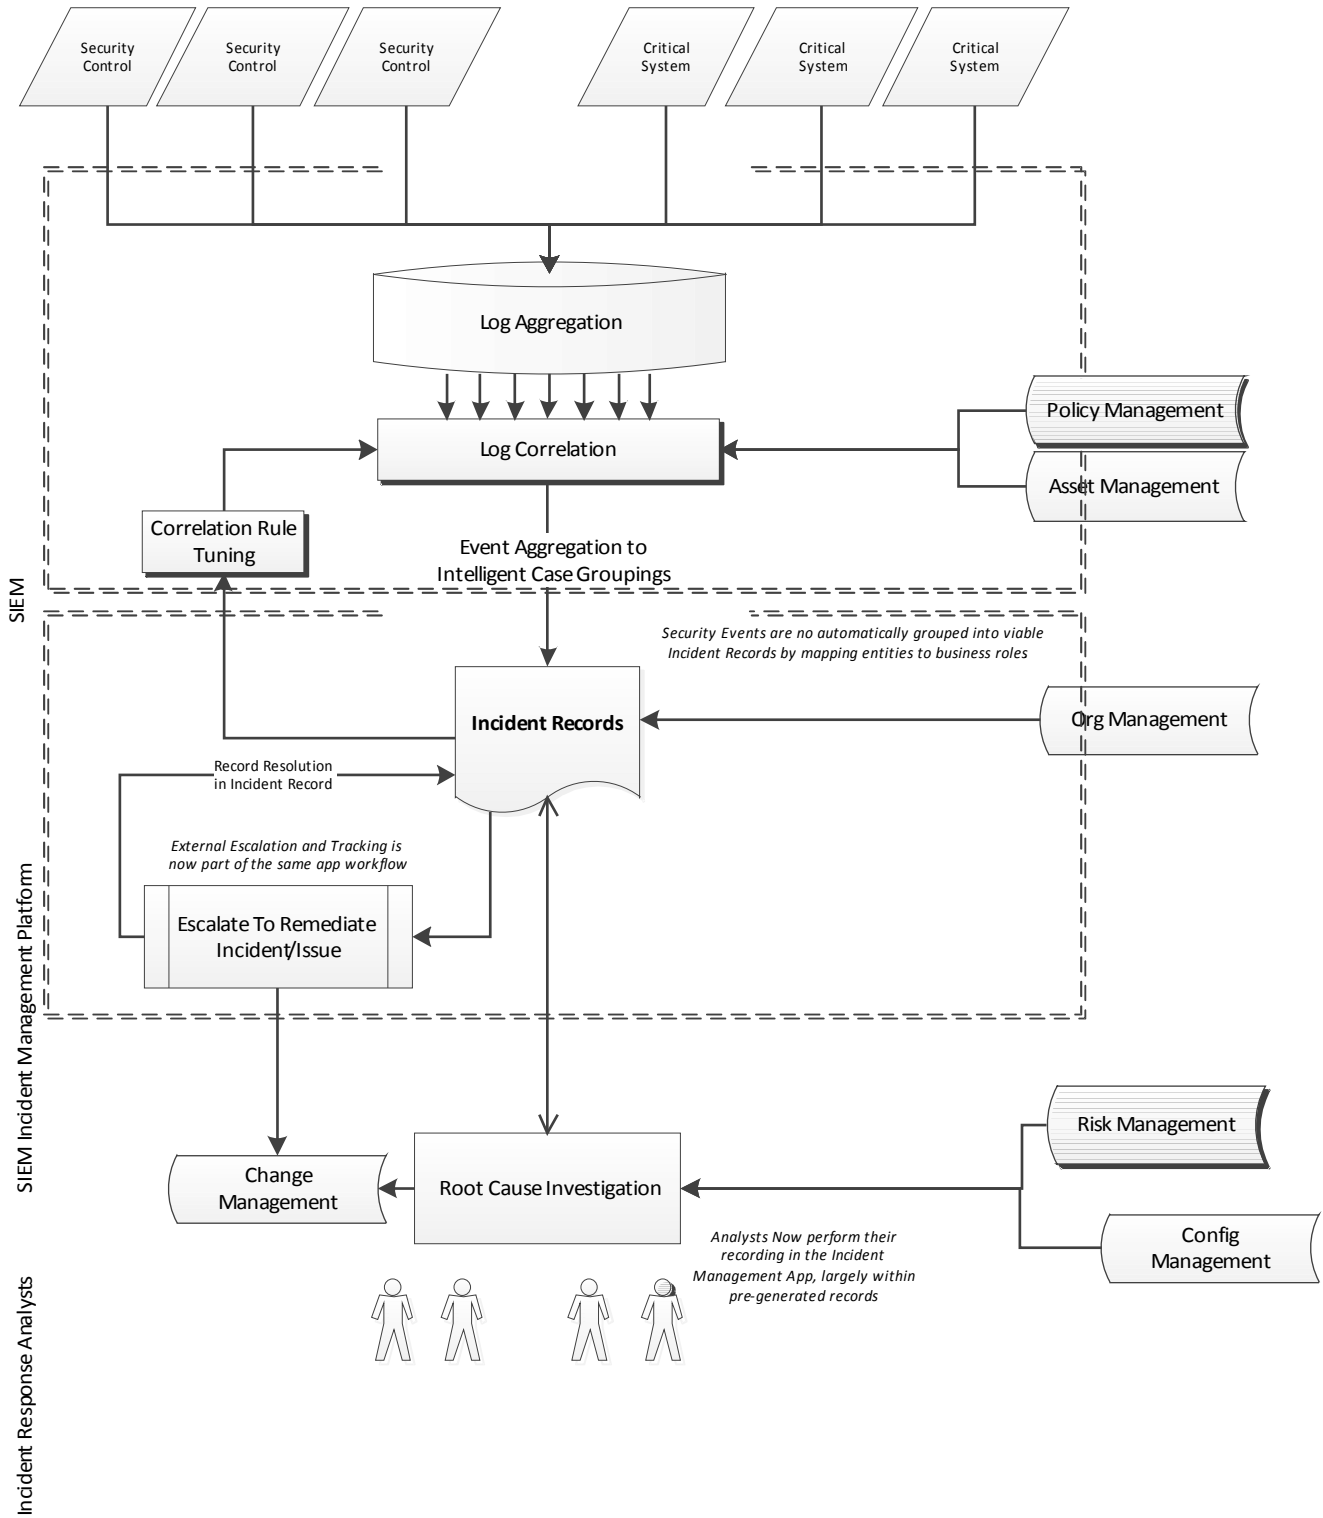 Security
Control
Security
Control
Security
Control
Critical
System
Critical
System
Critical
System
Log Aggregation
Policy Management
Log Correlation
Asset Management
Correlation Rule
Tuning
Event Aggregation to
Intelligent Case Groupings
SIEM
Security Events are no automatically grouped into viable
Incident Records by mapping entities to business roles
Incident Records
Org Management
Record Resolution
in Incident Record
External Escalation and Tracking is
now part of the same app workflow
Escalate To Remediate
Incident/Issue
SIEM Incident Management Platform
Risk Management
Change
Management
Root Cause Investigation
Config
Management
Analysts Now perform their
recording in the Incident
Management App, largely within
pre-generated records
Incident Response Analysts